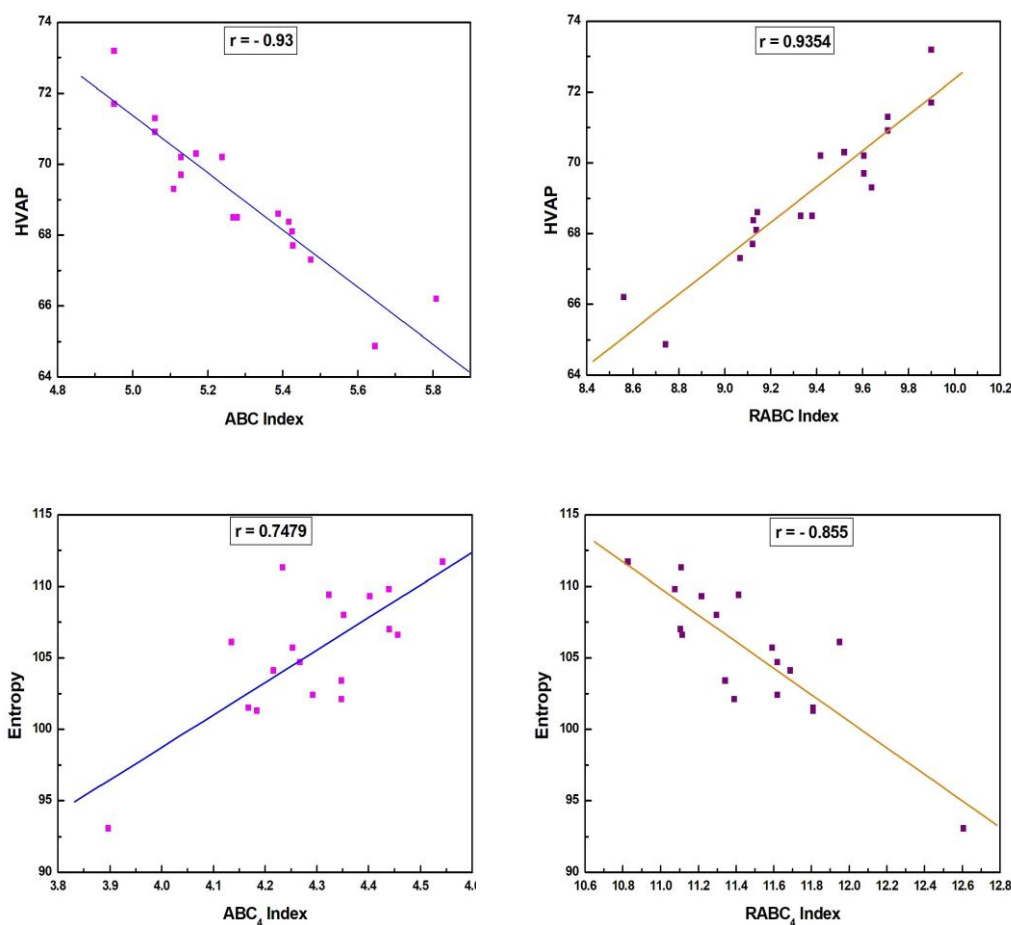 r = - 0.93
74
72
70
68
66
64
HVAP
4.8 5.0 5.2 5.4 5.6 5.8
ABC Index
r = 0.9354
74
72
70
68
66
64
HVAP
8.4 8.6 8.8 9.0 9.2 9.4 9.6 9.8 10.0 10.2
RABC Index
r = 0.7479
115
110
105
100
95
90
Entropy
3.8 3.9 4.0 4.1 4.2 4.3 4.4 4.5
ABC4 Index
r = - 0.855
115
110
105
100
95
90
Entropy
10.6 10.8 11.0 11.2 11.4 11.6 11.8 12.0 12.2 12.4 12.6 12.8
RABC4 Index